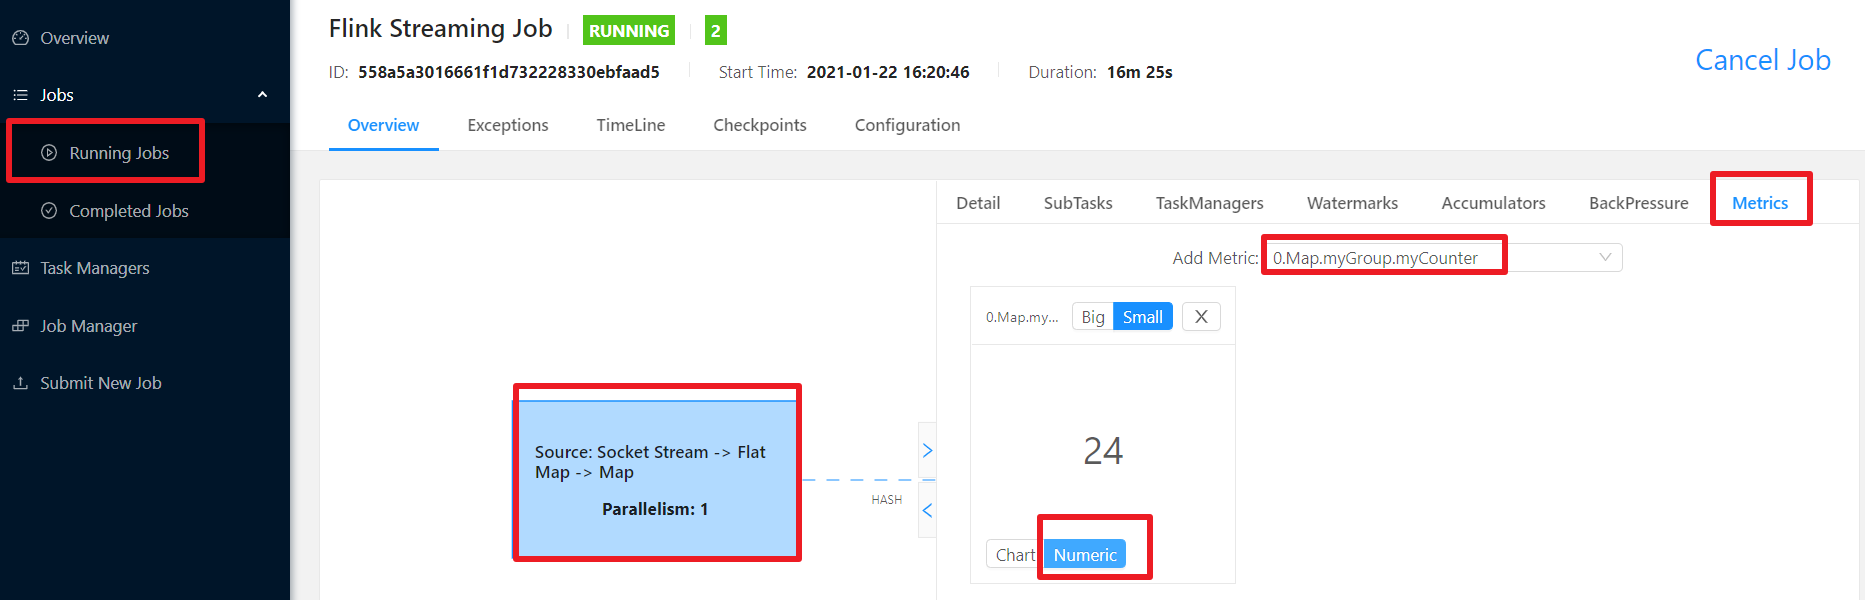 Overview
Jobs
Running Jobs
Completed Jobs
Task Managers
Job Manager
Submit New Job
Flink Streaming Job RUNNING 2
ID: 558a5a3016661f1d732228330ebfaad5 Start Time: 2021-01-22 16:20:46 Duration: 16m 25s
Cancel Job
Overview Exceptions TimeLine Checkpoints Configuration
Detail SubTasks TaskManagers Watermarks Accumulators BackPressure Metrics
Add Metric: 0.Map.myGroup.myCounter
0.Map.my... Big Small X
24
Chart Numeric
Source: Socket Stream -> Flat
Map -> Map
Parallelism: 1
HASH